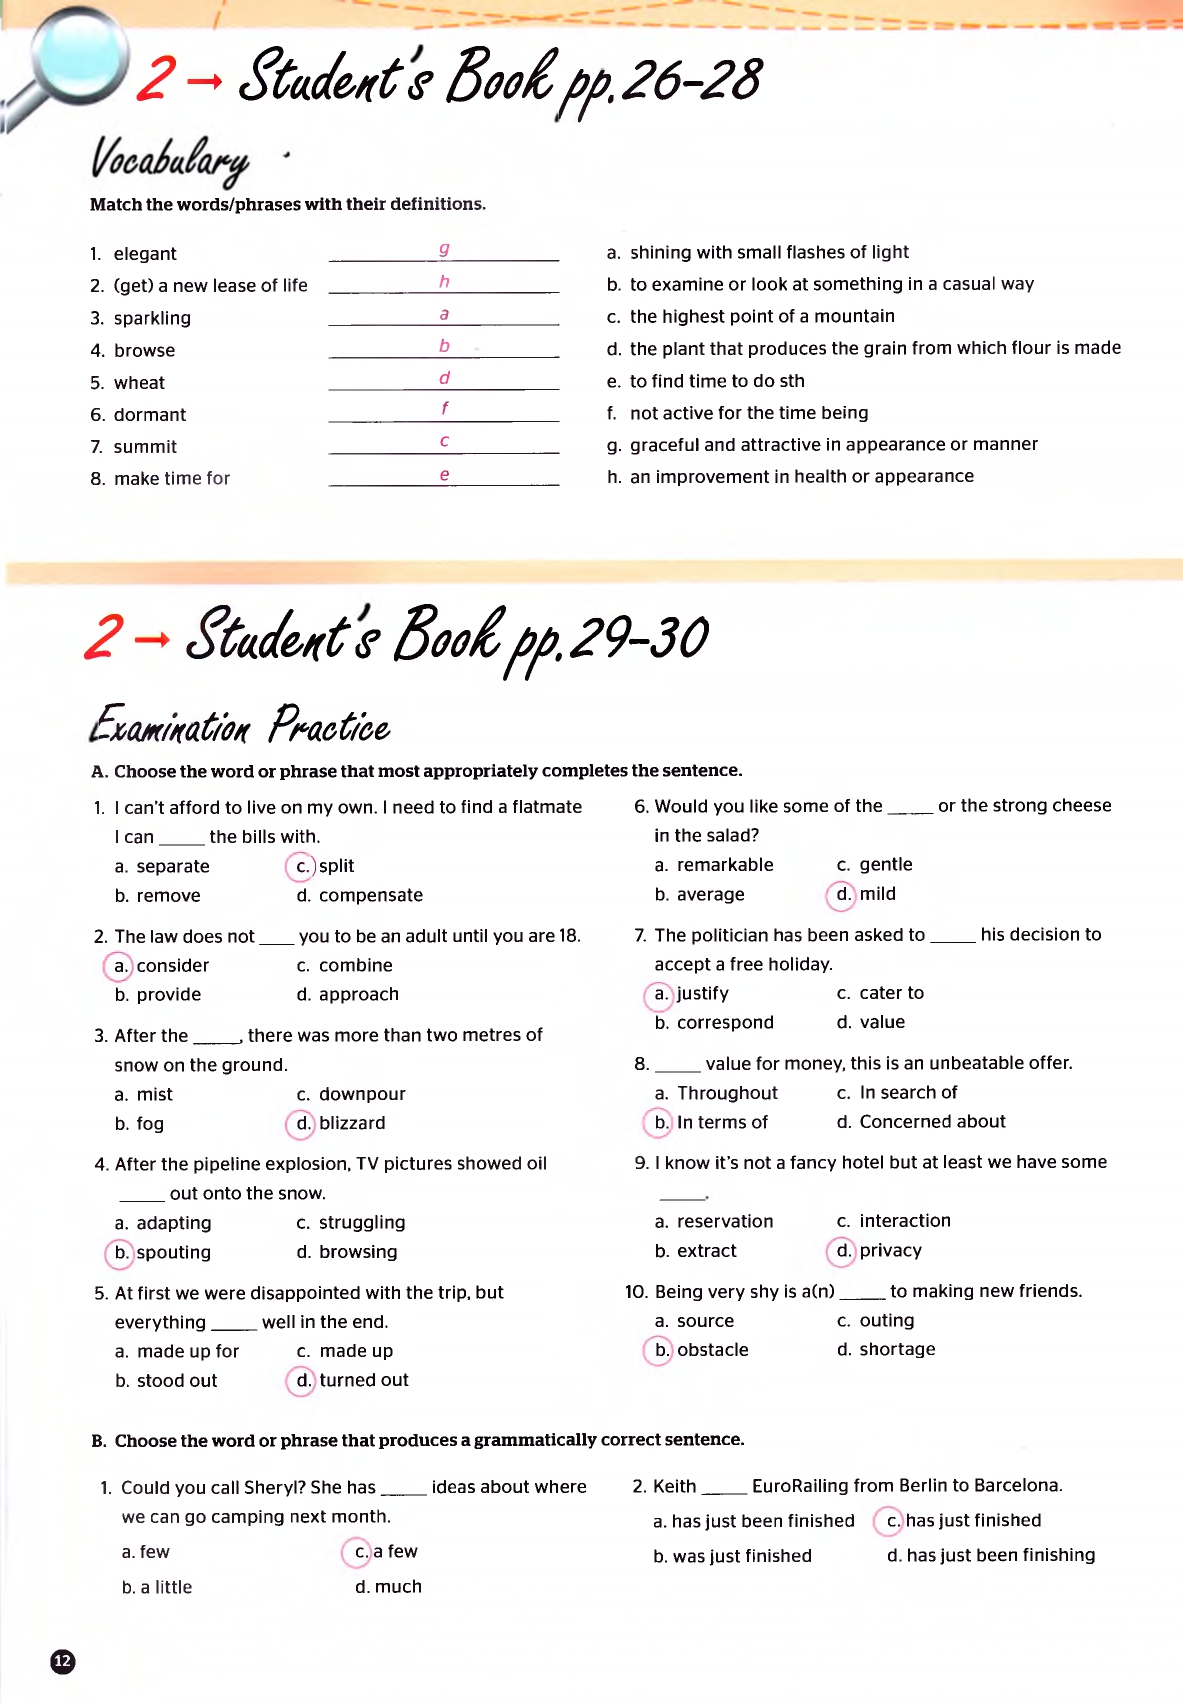 2 → Student's Book pp.26-28
Vocabulary
Match the words/phrases with their definitions.
1. elegant g
2. (get) a new lease of life h
3. sparkling a
4. browse b
5. wheat d
6. dormant f
7. summit c
8. make time for e
a. shining with small flashes of light
b. to examine or look at something in a casual way
c. the highest point of a mountain
d. the plant that produces the grain from which flour is made
e. to find time to do sth
f. not active for the time being
g. graceful and attractive in appearance or manner
h. an improvement in health or appearance
2 → Student's Book pp.29-30
Examination Practice
A. Choose the word or phrase that most appropriately completes the sentence.
1. I can't afford to live on my own. I need to find a flatmate
I can _____ the bills with.
a. separate c. split
b. remove d. compensate
2. The law does not ____ you to be an adult until you are 18.
a. consider c. combine
b. provide d. approach
3. After the _____, there was more than two metres of
snow on the ground.
a. mist c. downpour
b. fog d. blizzard
4. After the pipeline explosion, TV pictures showed oil
_____ out onto the snow.
a. adapting c. struggling
b. spouting d. browsing
5. At first we were disappointed with the trip, but
everything _____ well in the end.
a. made up for c. made up
b. stood out d. turned out
6. Would you like some of the _____ or the strong cheese
in the salad?
a. remarkable c. gentle
b. average d. mild
7. The politician has been asked to _____ his decision to
accept a free holiday.
a. justify c. cater to
b. correspond d. value
8. _____ value for money, this is an unbeatable offer.
a. Throughout c. In search of
b. In terms of d. Concerned about
9. I know it's not a fancy hotel but at least we have some
_____.
a. reservation c. interaction
b. extract d. privacy
10. Being very shy is a(n) _____ to making new friends.
a. source c. outing
b. obstacle d. shortage
B. Choose the word or phrase that produces a grammatically correct sentence.
1. Could you call Sheryl? She has _____ ideas about where
we can go camping next month.
a. few c. a few
b. a little d. much
2. Keith _____ EuroRailing from Berlin to Barcelona.
a. has just been finished c. has just finished
b. was just finished d. has just been finishing
12